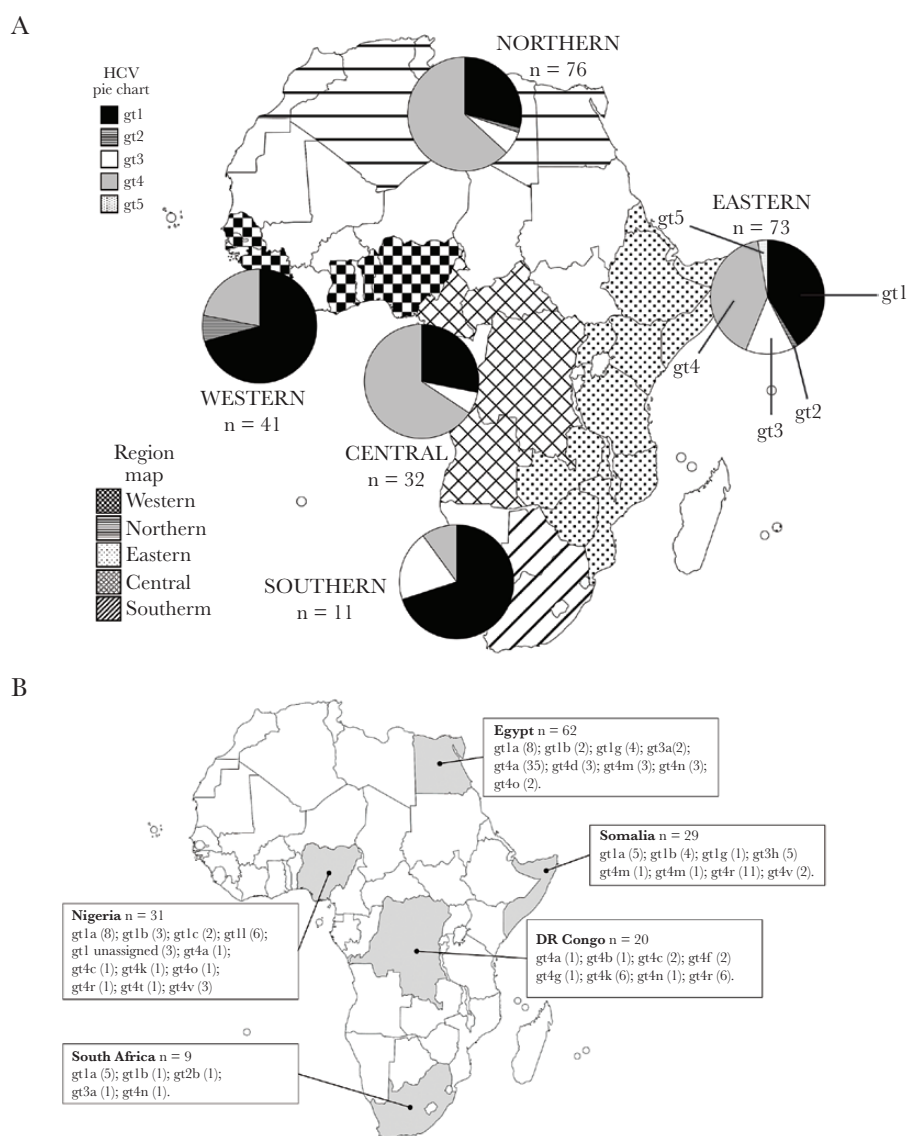 A
HCV
pie chart
gt1
gt2
gt3
gt4
gt5
NORTHERN
n = 76
EASTERN
n = 73
gt5
gt1
gt4
gt3
gt2
WESTERN
n = 41
CENTRAL
n = 32
SOUTHERN
n = 11
Region
map
Western
Northern
Eastern
Central
Southerm
B
Egypt n = 62
gt1a (8); gt1b (2); gt1g (4); gt3a(2);
gt4a (35); gt4d (3); gt4m (3); gt4n (3);
gt4o (2).
Somalia n = 29
gt1a (5); gt1b (4); gt1g (1); gt3h (5)
gt4m (1); gt4m (1); gt4r (11); gt4v (2).
Nigeria n = 31
gt1a (8); gt1b (3); gt1c (2); gt1l (6);
gt1 unassigned (3); gt4a (1);
gt4c (1); gt4k (1); gt4o (1);
gt4r (1); gt4t (1); gt4v (3)
DR Congo n = 20
gt4a (1); gt4b (1); gt4c (2); gt4f (2)
gt4g (1); gt4k (6); gt4n (1); gt4r (6).
South Africa n = 9
gt1a (5); gt1b (1); gt2b (1);
gt3a (1); gt4n (1).